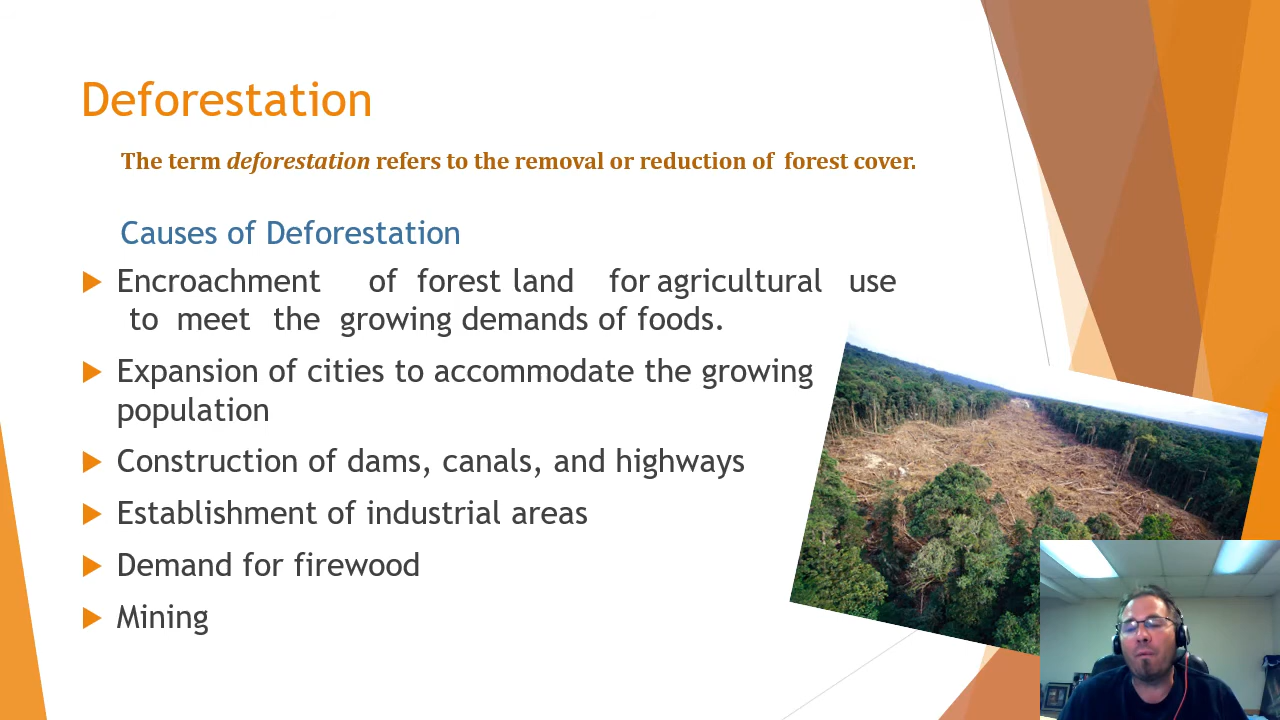 Deforestation
The term deforestation refers to the removal or reduction of forest cover.
Causes of Deforestation
Encroachment of forest land for agricultural use
to meet the growing demands of foods.
Expansion of cities to accommodate the growing
population
Construction of dams, canals, and highways
Establishment of industrial areas
Demand for firewood
Mining